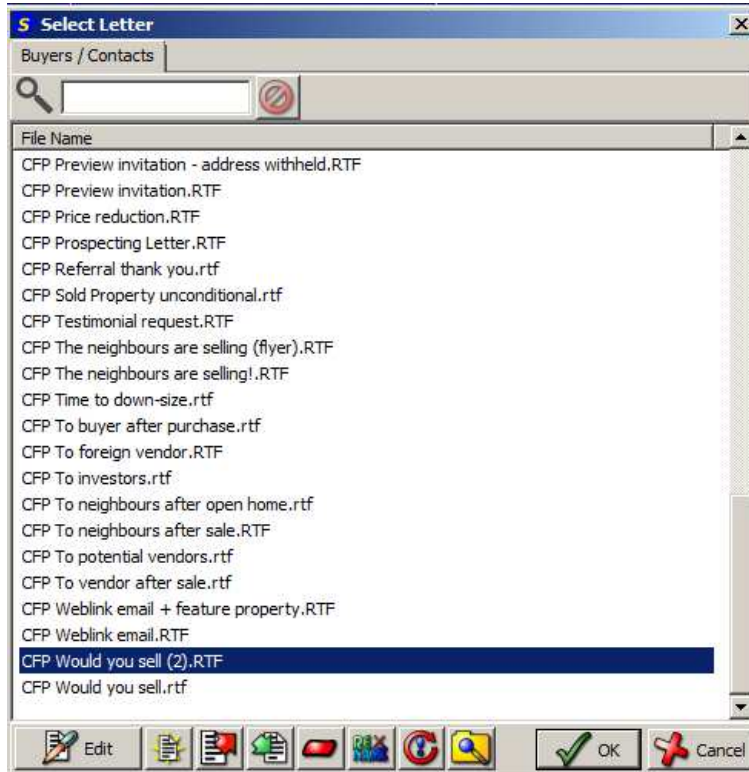 S Select Letter
Buyers / Contacts
File Name
CFP Preview invitation - address withheld.RTF
CFP Preview invitation.RTF
CFP Price reduction.RTF
CFP Prospecting Letter.RTF
CFP Referral thank you.rtf
CFP Sold Property unconditional.rtf
CFP Testimonial request.RTF
CFP The neighbours are selling (flyer).RTF
CFP The neighbours are selling!.RTF
CFP Time to down-size.rtf
CFP To buyer after purchase.rtf
CFP To foreign vendor.RTF
CFP To investors.rtf
CFP To neighbours after open home.rtf
CFP To neighbours after sale.RTF
CFP To potential vendors.rtf
CFP To vendor after sale.rtf
CFP Weblink email + feature property.RTF
CFP Weblink email.RTF
CFP Would you sell (2).RTF
CFP Would you sell.rtf
Edit OK Cancel